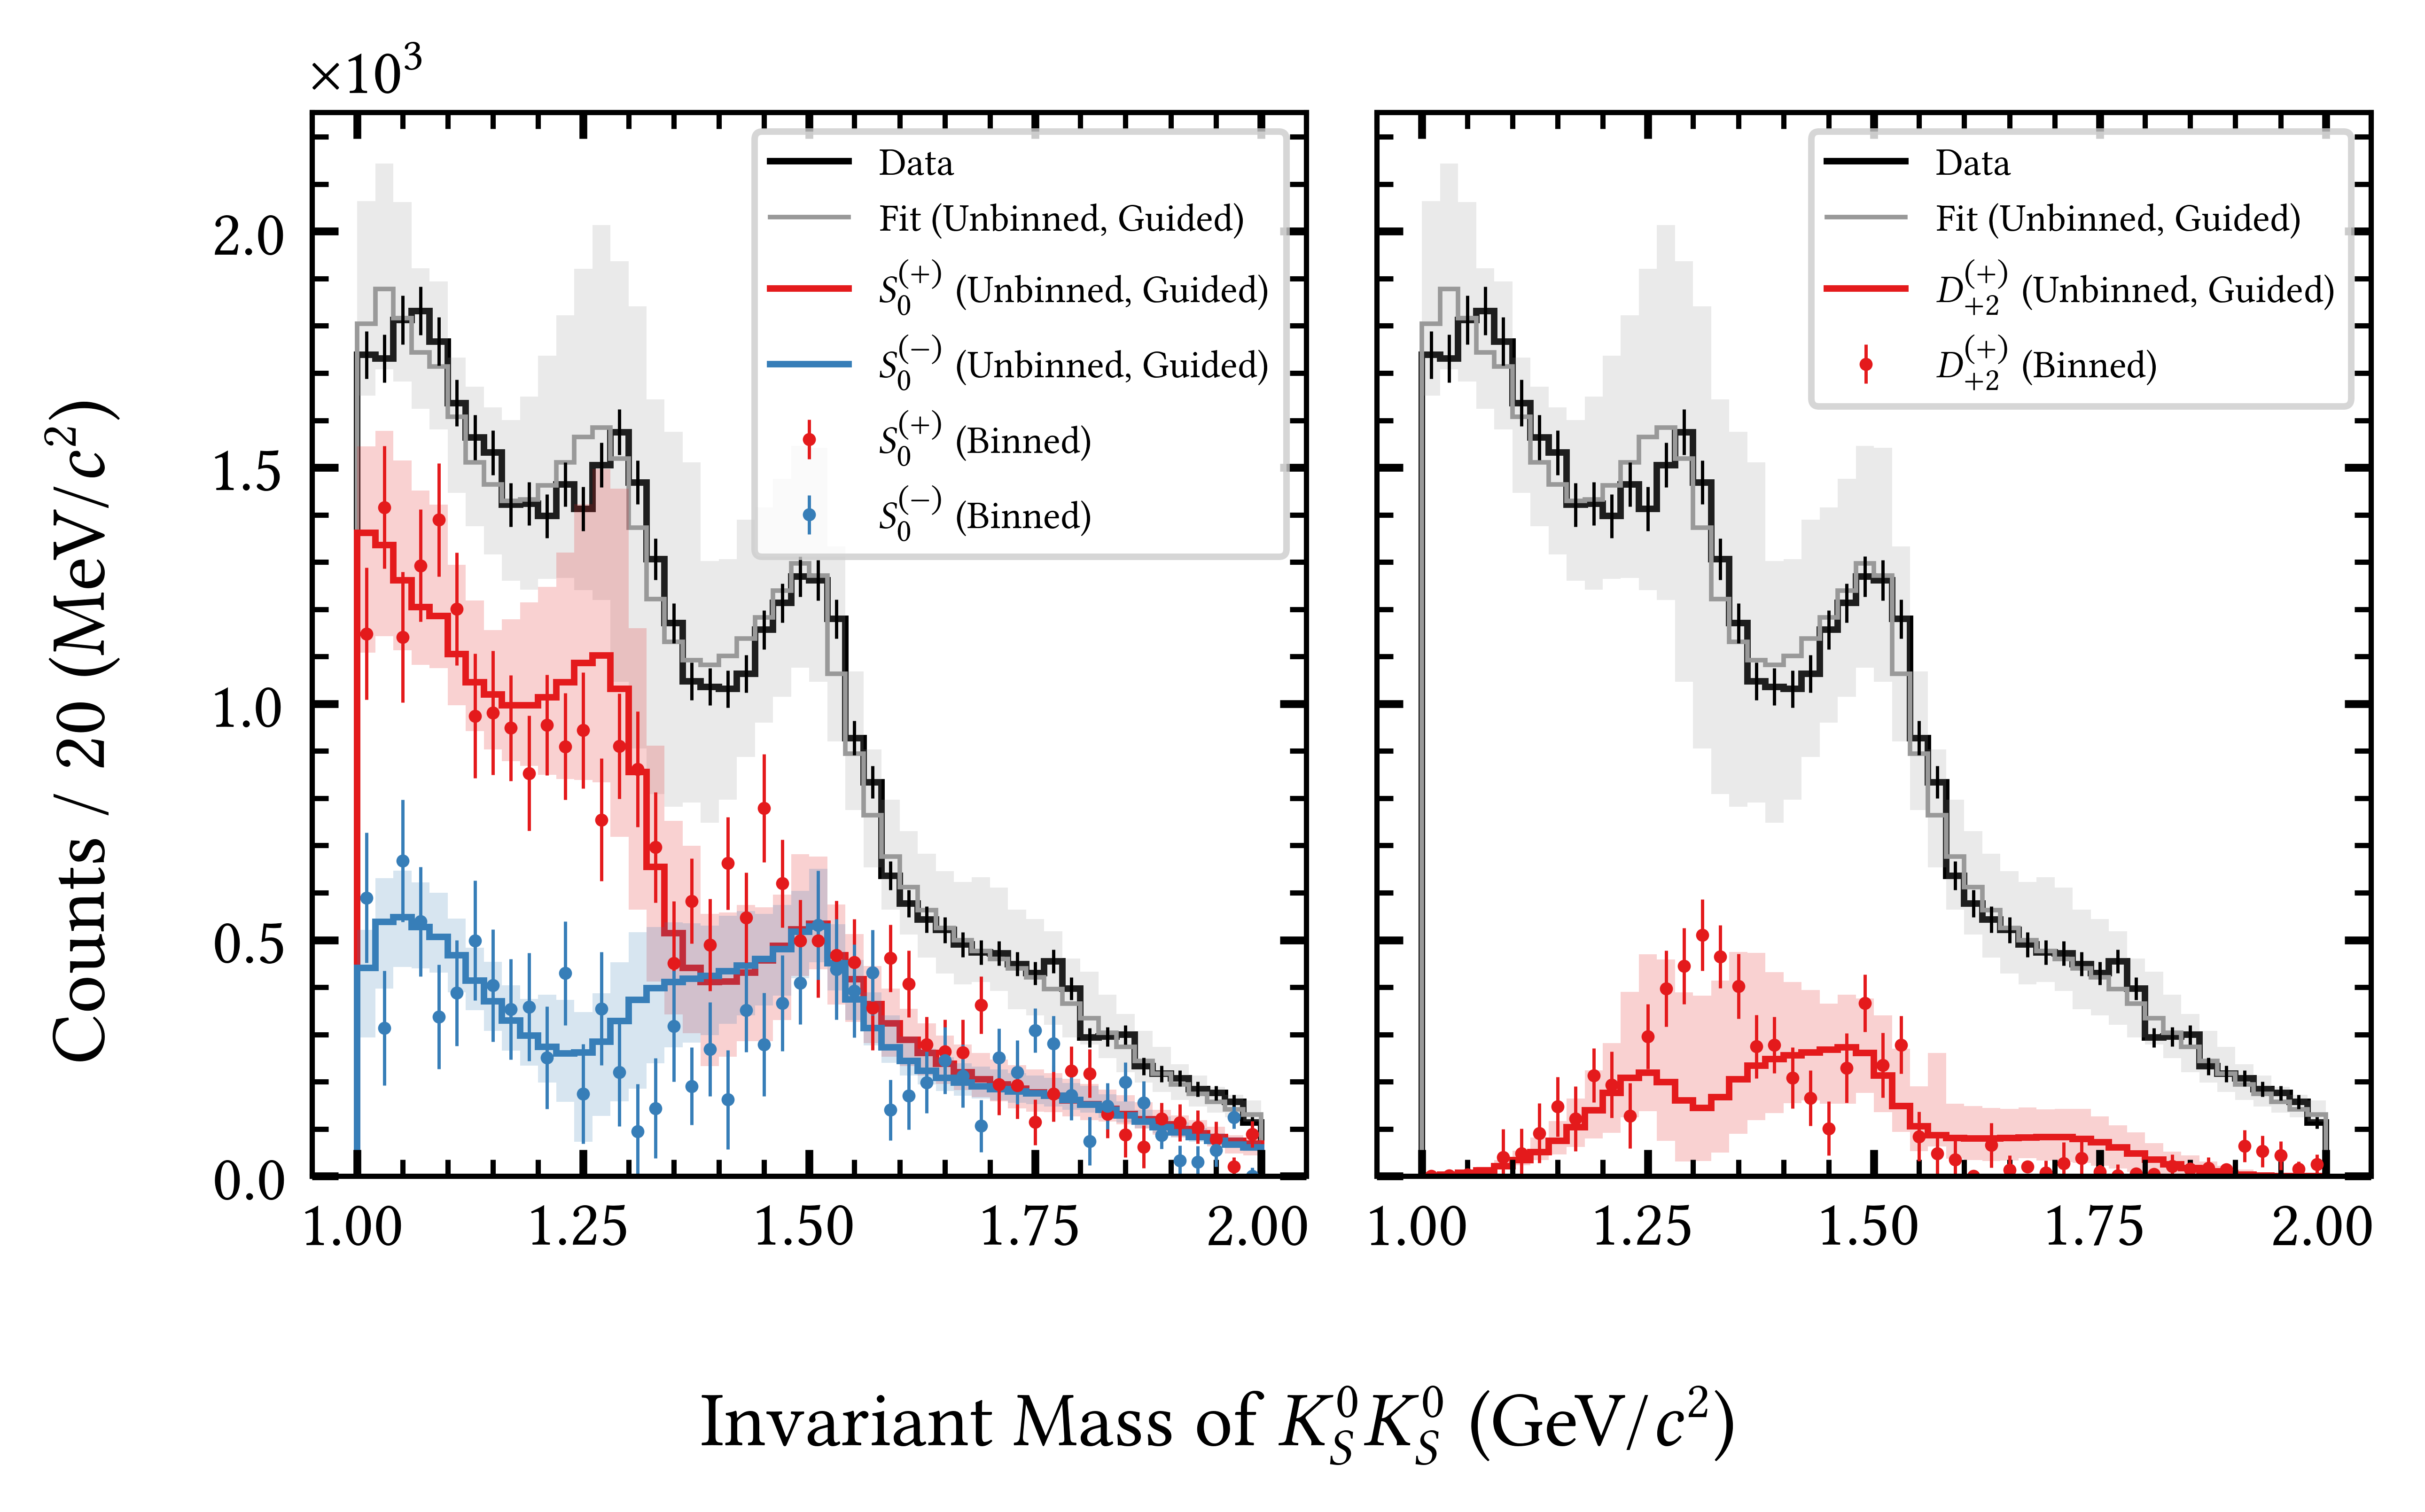 ×10³
Counts / 20 (MeV/c²)
2.0
1.5
1.0
0.5
0.0
Data
Fit (Unbinned, Guided)
S₀⁽⁺⁾ (Unbinned, Guided)
S₀⁽⁻⁾ (Unbinned, Guided)
S₀⁽⁺⁾ (Binned)
S₀⁽⁻⁾ (Binned)
1.00 1.25 1.50 1.75 2.00
Data
Fit (Unbinned, Guided)
D₊₂⁽⁺⁾ (Unbinned, Guided)
D₊₂⁽⁺⁾ (Binned)
1.00 1.25 1.50 1.75 2.00
Invariant Mass of K_S⁰K_S⁰ (GeV/c²)